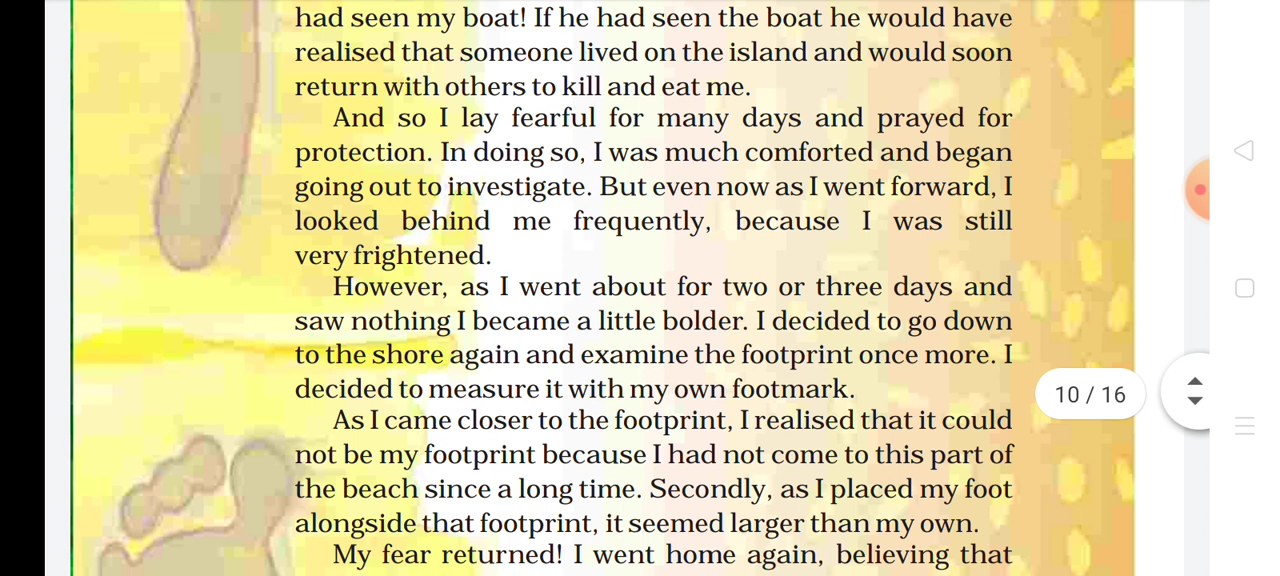 had seen my boat! If he had seen the boat he would have
realised that someone lived on the island and would soon
return with others to kill and eat me.
And so I lay fearful for many days and prayed for
protection. In doing so, I was much comforted and began
going out to investigate. But even now as I went forward, I
looked behind me frequently, because I was still
very frightened.
However, as I went about for two or three days and
saw nothing I became a little bolder. I decided to go down
to the shore again and examine the footprint once more. I
decided to measure it with my own footmark.
10 / 16
As I came closer to the footprint, I realised that it could
not be my footprint because I had not come to this part of
the beach since a long time. Secondly, as I placed my foot
alongside that footprint, it seemed larger than my own.
My fear returned! I went home again, believing that